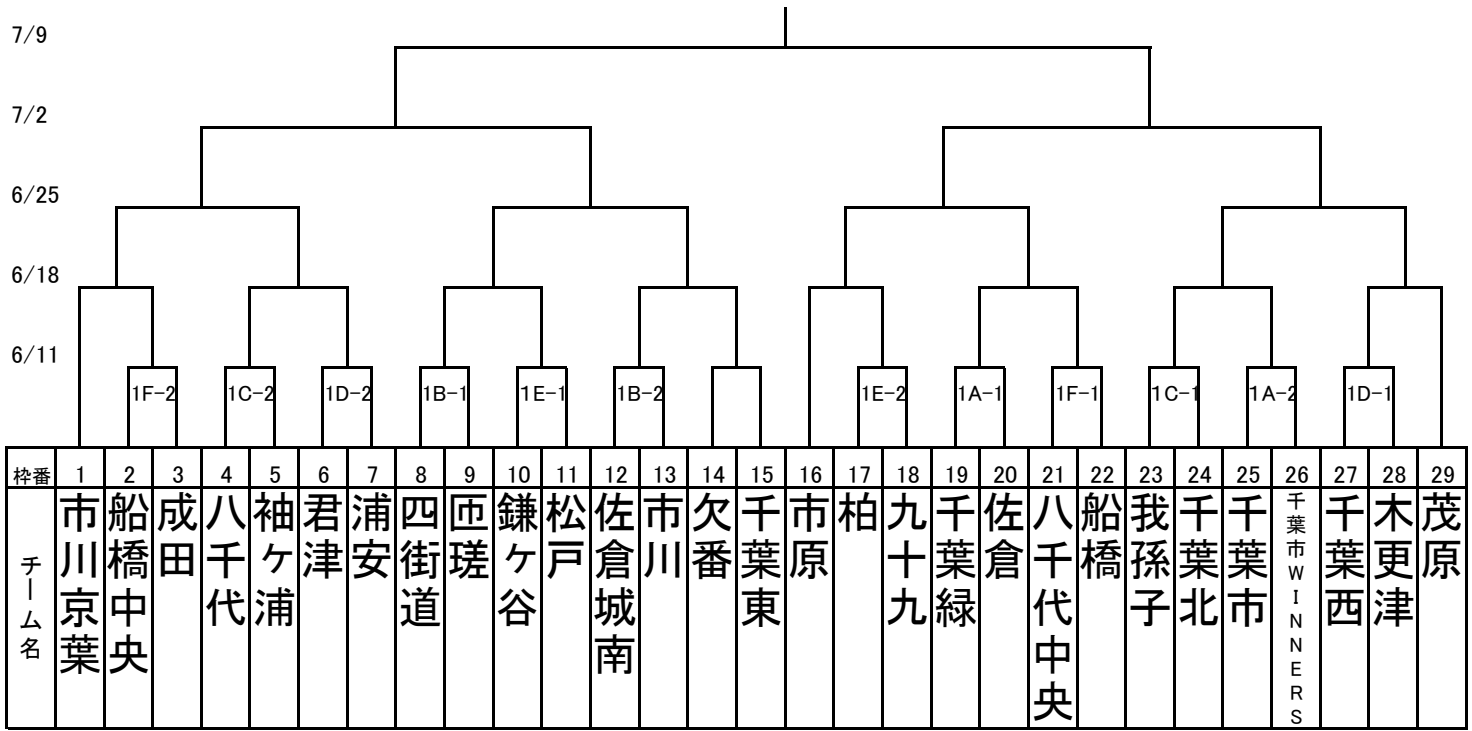 7/9
7/2
6/25
6/18
6/11
1F-2
1C-2
1D-2
1B-1
1E-1
1B-2
1E-2
1A-1
1F-1
1C-1
1A-2
1D-1
枠番 1 2 3 4 5 6 7 8 9 10 11 12 13 14 15 16 17 18 19 20 21 22 23 24 25 26 27 28 29
チーム名
市川京葉
船橋中央
成田
八千代
袖ヶ浦
君津
浦安
四街道
匝瑳
鎌ヶ谷
松戸
佐倉城南
市川
欠番
千葉東
市原
柏
九十九
千葉緑
佐倉
八千代中央
船橋
我孫子
千葉北
千葉市
千葉市WINNERS
千葉西
木更津
茂原